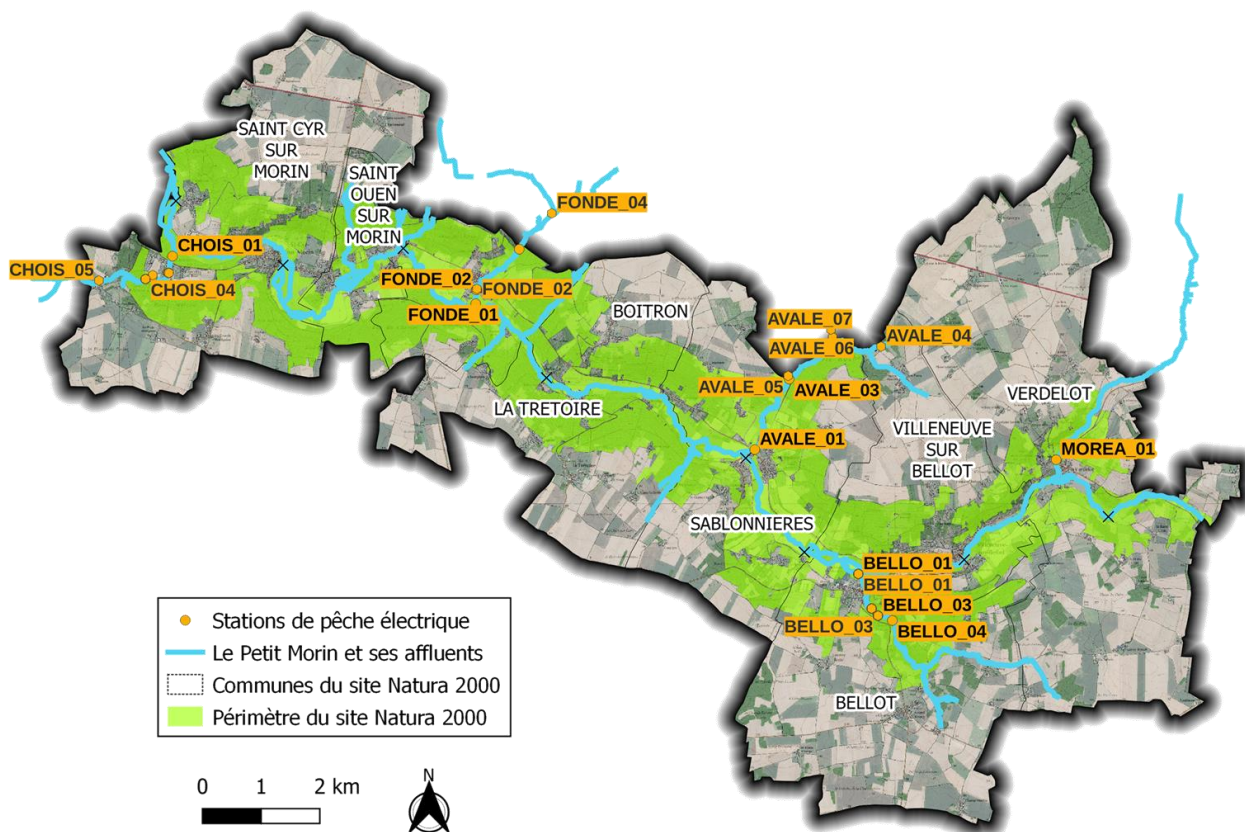 SAINT CYR
SUR
MORIN
SAINT
OUEN
SUR
MORIN
FONDE_04
CHOIS_01
CHOIS_05
CHOIS_04
FONDE_02
FONDE_02
FONDE_01
BOITRON
AVALE_07
AVALE_04
AVALE_06
AVALE_05
AVALE_03
LA TRETOIRE
VERDELOT
VILLENEUVE
SUR
BELLOT
AVALE_01
MOREA_01
SABLONNIERES
BELLO_01
BELLO_01
BELLO_03
BELLO_03
BELLO_04
BELLOT
Stations de pêche électrique
Le Petit Morin et ses affluents
Communes du site Natura 2000
Périmètre du site Natura 2000
0 1 2 km
N